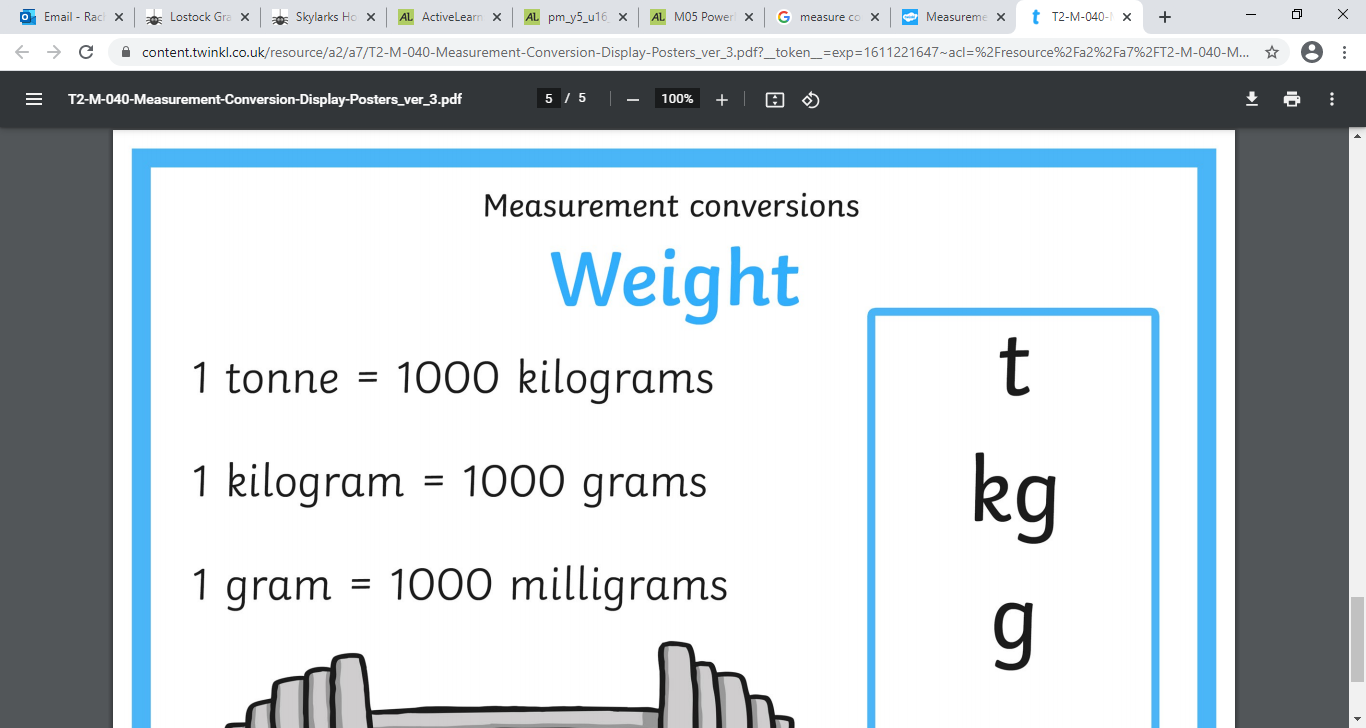 Email - Rac
Lostock Gra
Skylarks Ho
ActiveLearn
pm_y5_u16_
M05 Power
measure co
Measureme
T2-M-040-
content.twinkl.co.uk/resource/a2/a7/T2-M-040-Measurement-Conversion-Display-Posters_ver_3.pdf?__token__=exp=1611221647~acl=%2Fresource%2Fa2%2Fa7%2FT2-M-040-M...
T2-M-040-Measurement-Conversion-Display-Posters_ver_3.pdf
5 / 5
100%
Measurement conversions
Weight
1 tonne = 1000 kilograms
1 kilogram = 1000 grams
1 gram = 1000 milligrams
t
kg
g